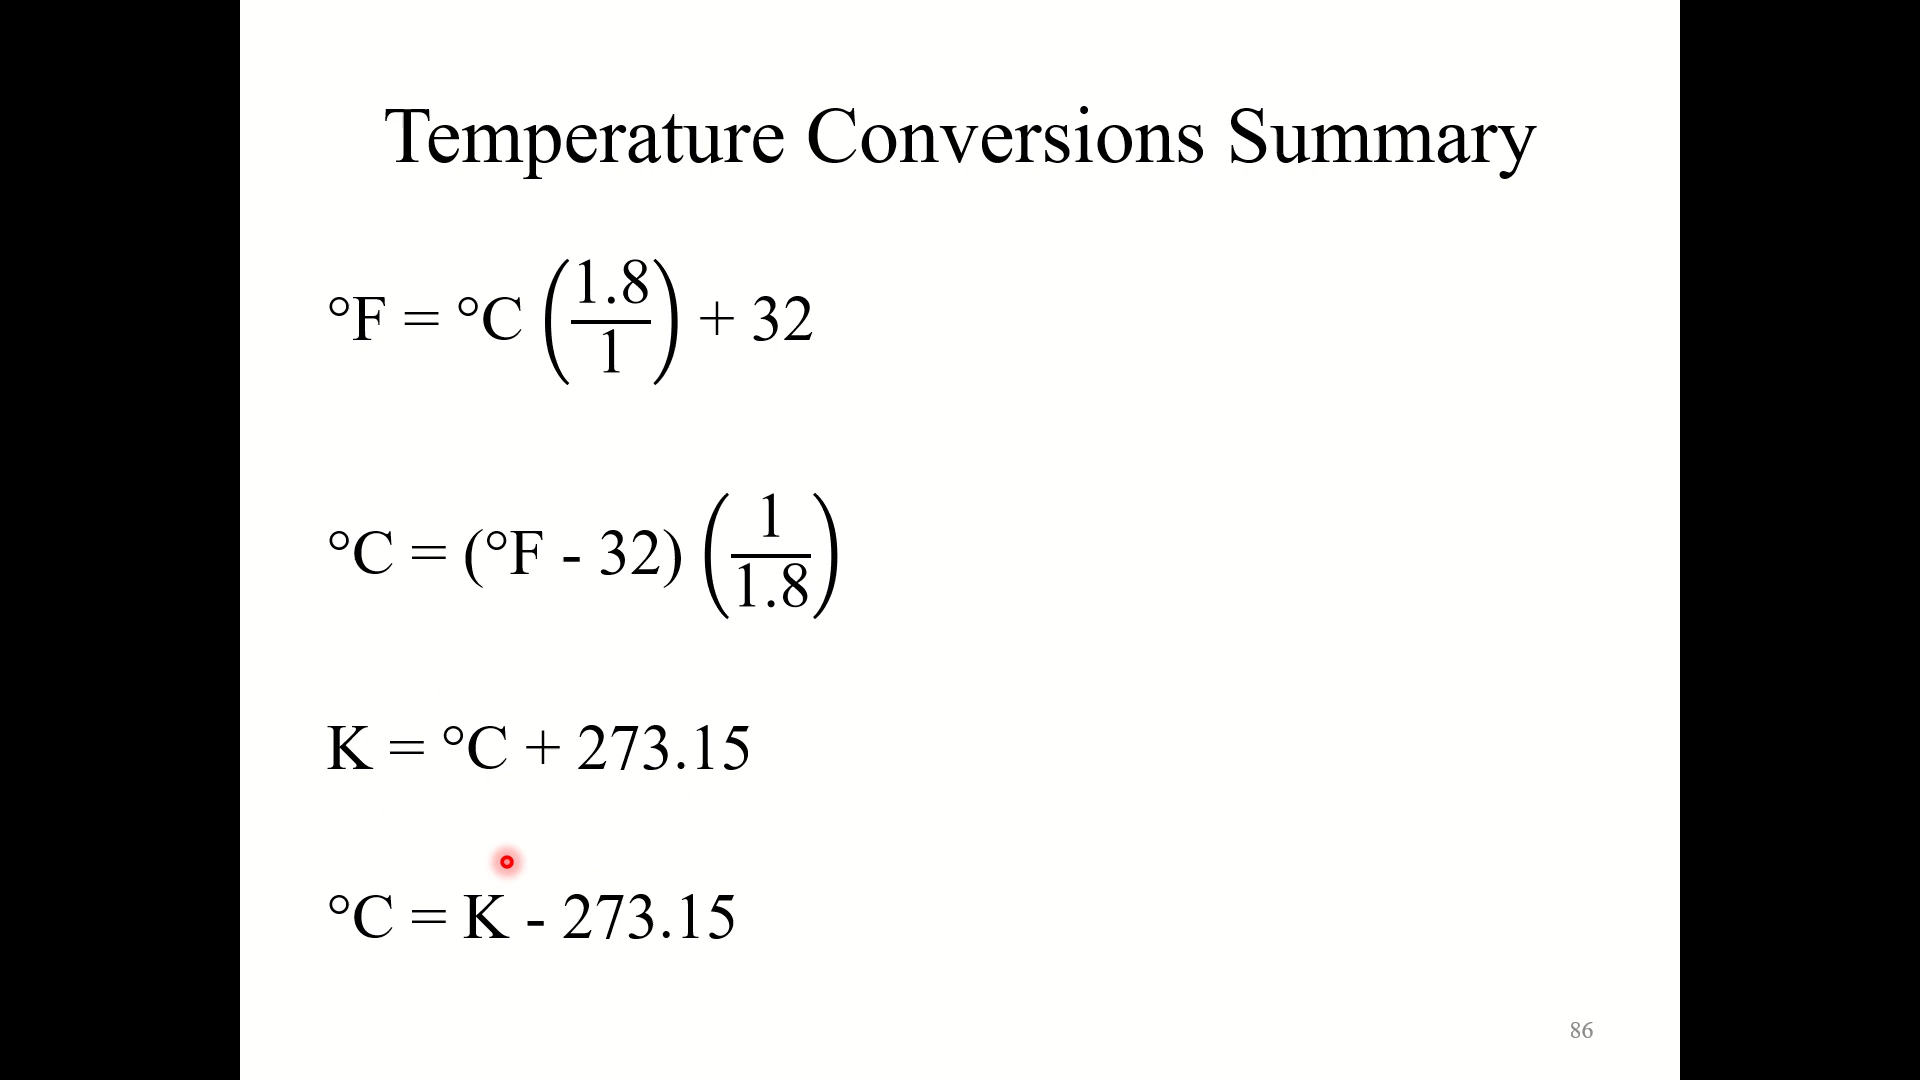 Temperature Conversions Summary
°F = °C (1.8/1) + 32
°C = (°F - 32) (1/1.8)
K = °C + 273.15
°C = K - 273.15
86